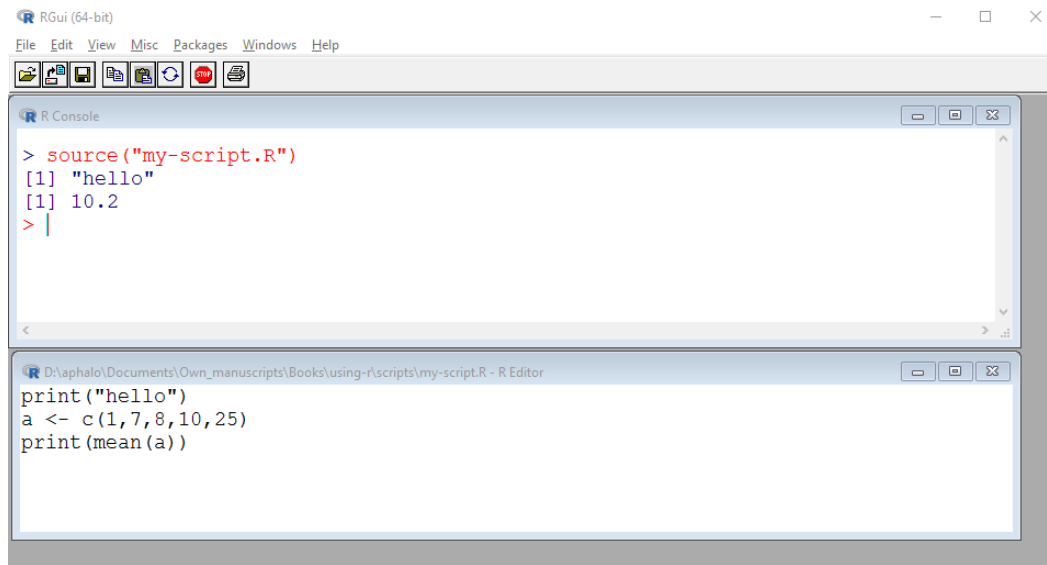 RGui (64-bit)
File Edit View Misc Packages Windows Help
STOP
R Console
> source("my-script.R")
[1] "hello"
[1] 10.2
>
D:\aphalo\Documents\Own_manuscripts\Books\using-r\scripts\my-script.R - R Editor
print("hello")
a <- c(1,7,8,10,25)
print(mean(a))